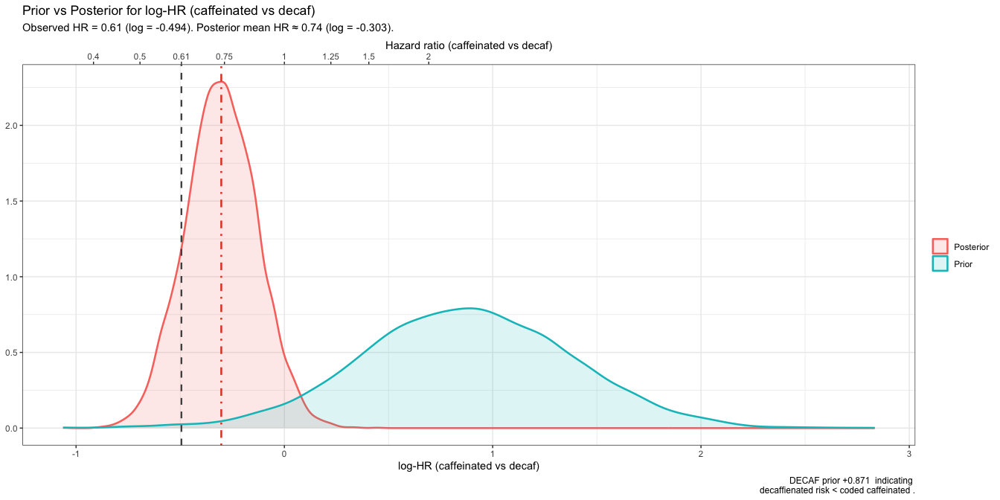 Prior vs Posterior for log-HR (caffeinated vs decaf)
Observed HR = 0.61 (log = -0.494). Posterior mean HR ≈ 0.74 (log = -0.303).
Hazard ratio (caffeinated vs decaf)
0.4 0.5 0.61 0.75 1 1.25 1.5 2
2.0
1.5
1.0
0.5
0.0
Posterior
Prior
-1 0 1 2 3
log-HR (caffeinated vs decaf)
DECAF prior +0.871  indicating
decaffienated risk < coded caffeinated .